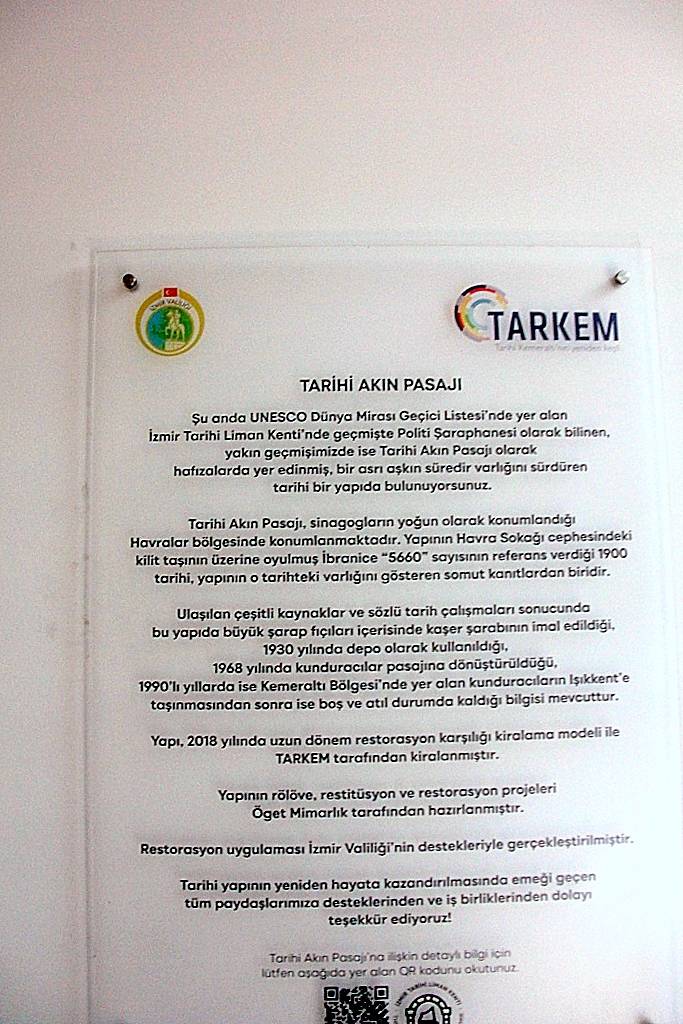 İZMİR VALİLİĞİ
TARKEM
Tarihi Kemeraltı'nın yeniden keşfi
TARİHİ AKIN PASAJI
Şu anda UNESCO Dünya Mirası Geçici Listesi'nde yer alan
İzmir Tarihi Liman Kenti'nde geçmişte Politi Şaraphanesi olarak bilinen,
yakın geçmişimizde ise Tarihi Akın Pasajı olarak
hafızalarda yer edinmiş, bir asrı aşkın süredir varlığını sürdüren
tarihi bir yapıda bulunuyorsunuz.
Tarihi Akın Pasajı, sinagogların yoğun olarak konumlandığı
Havralar bölgesinde konumlanmaktadır. Yapının Havra Sokağı cephesindeki
kilit taşının üzerine oyulmuş İbranice "5660" sayısının referans verdiği 1900
tarihi, yapının o tarihteki varlığını gösteren somut kanıtlardan biridir.
Ulaşılan çeşitli kaynaklar ve sözlü tarih çalışmaları sonucunda
bu yapıda büyük şarap fıçıları içerisinde kaşer şarabının imal edildiği,
1930 yılında depo olarak kullanıldığı,
1968 yılında kunduracılar pasajına dönüştürüldüğü,
1990'lı yıllarda ise Kemeraltı Bölgesi'nde yer alan kunduracıların Işıkkent'e
taşınmasından sonra ise boş ve atıl durumda kaldığı bilgisi mevcuttur.
Yapı, 2018 yılında uzun dönem restorasyon karşılığı kiralama modeli ile
TARKEM tarafından kiralanmıştır.
Yapının rölöve, restitüsyon ve restorasyon projeleri
Öget Mimarlık tarafından hazırlanmıştır.
Restorasyon uygulaması İzmir Valiliği'nin destekleriyle gerçekleştirilmiştir.
Tarihi yapının yeniden hayata kazandırılmasında emeği geçen
tüm paydaşlarımıza desteklerinden ve iş birliklerinden dolayı
teşekkür ediyoruz!
Tarihi Akın Pasajı'na ilişkin detaylı bilgi için
lütfen aşağıda yer alan QR kodunu okutunuz.
İZMİR TARİHİ LİMAN KENTİ